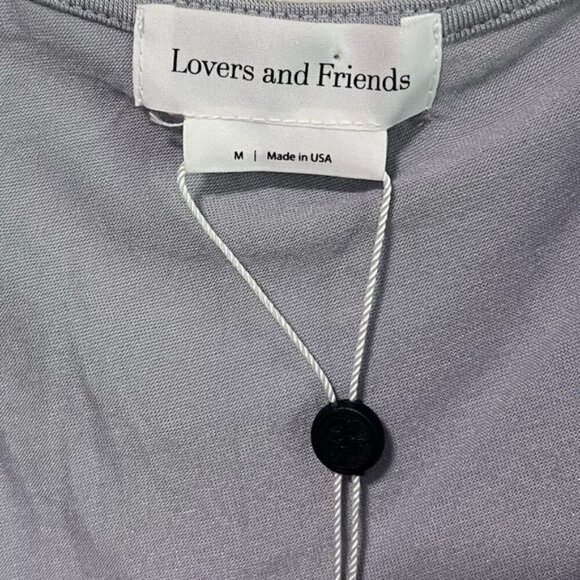 Lovers and Friends
M | Made in USA